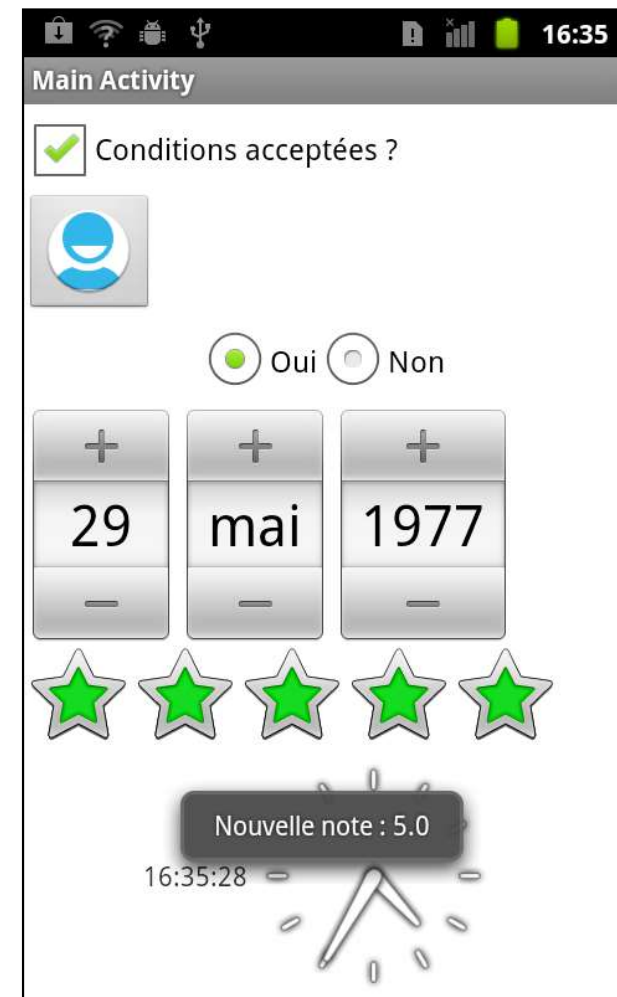 16:35
Main Activity
Conditions acceptées ?
Oui Non
29 mai 1977
Nouvelle note : 5.0
16:35:28